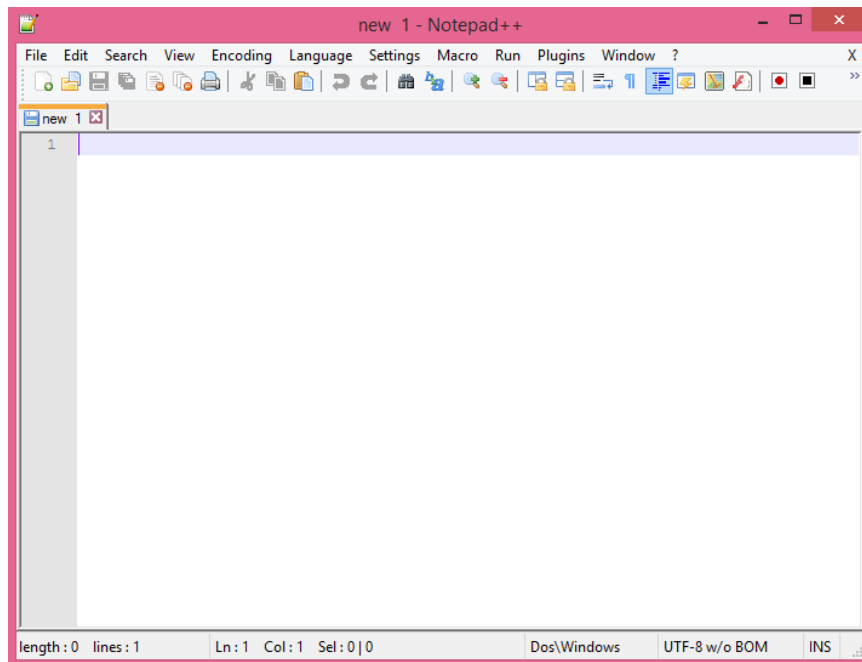 new 1 - Notepad++
File Edit Search View Encoding Language Settings Macro Run Plugins Window ? X
new 1
1
length : 0 lines : 1 Ln : 1 Col : 1 Sel : 0 | 0 Dos\Windows UTF-8 w/o BOM INS